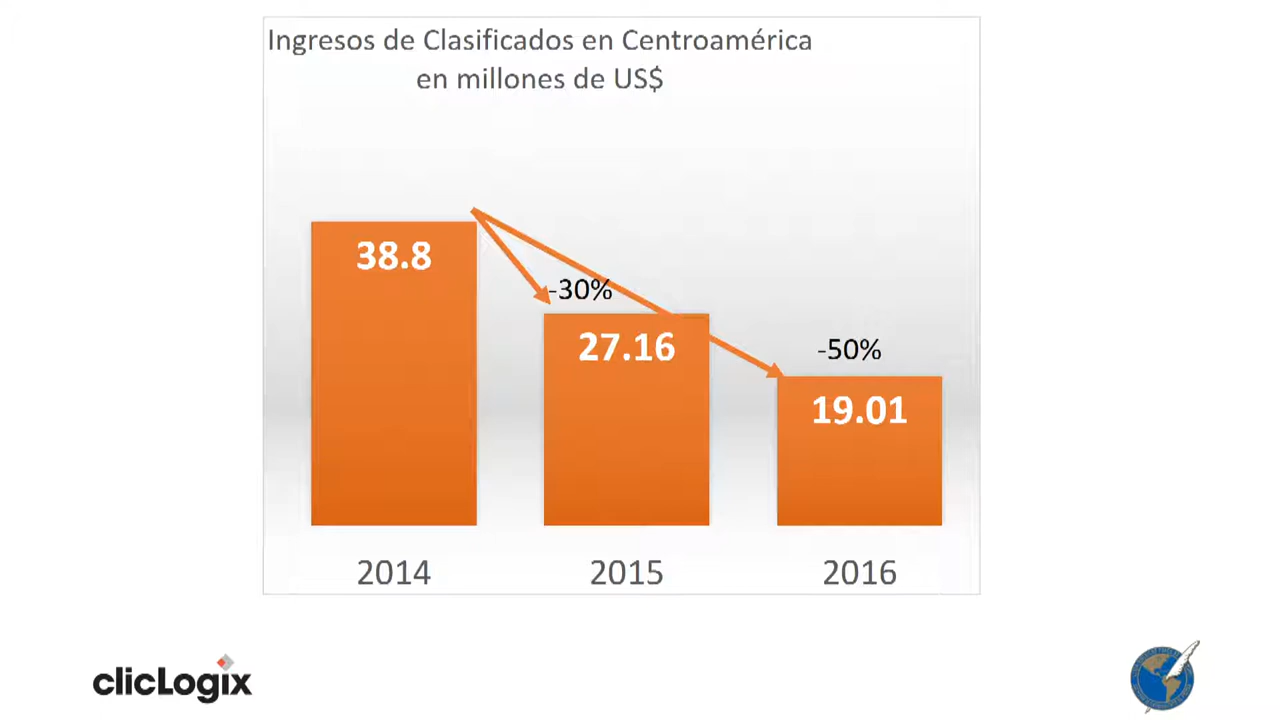 Ingresos de Clasificados en Centroamérica
en millones de US$
38.8
-30%
27.16
-50%
19.01
2014 2015 2016
clicLogix